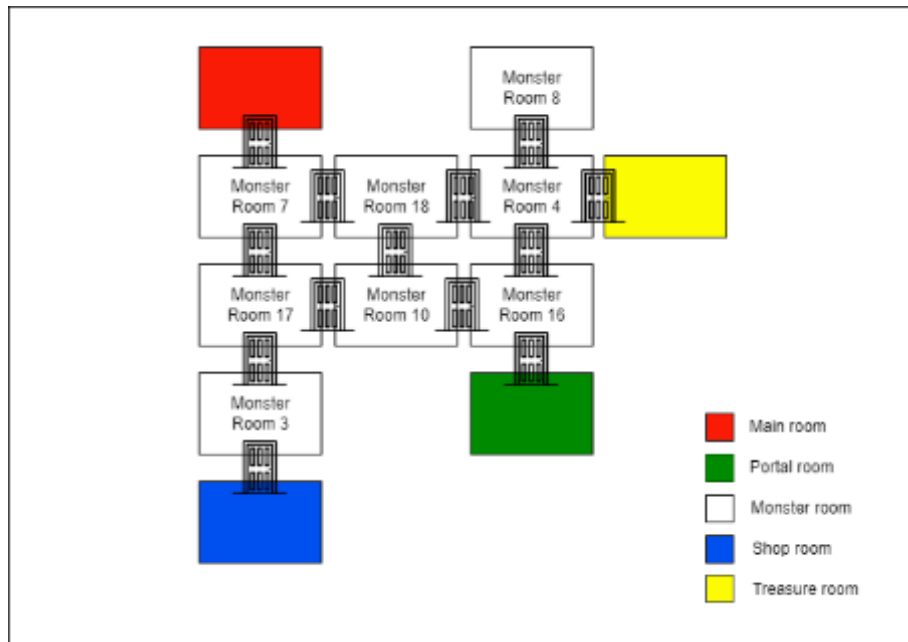 Monster
Room 8
Monster
Room 7
Monster
Room 18
Monster
Room 4
Monster
Room 17
Monster
Room 10
Monster
Room 16
Monster
Room 3
Main room
Portal room
Monster room
Shop room
Treasure room